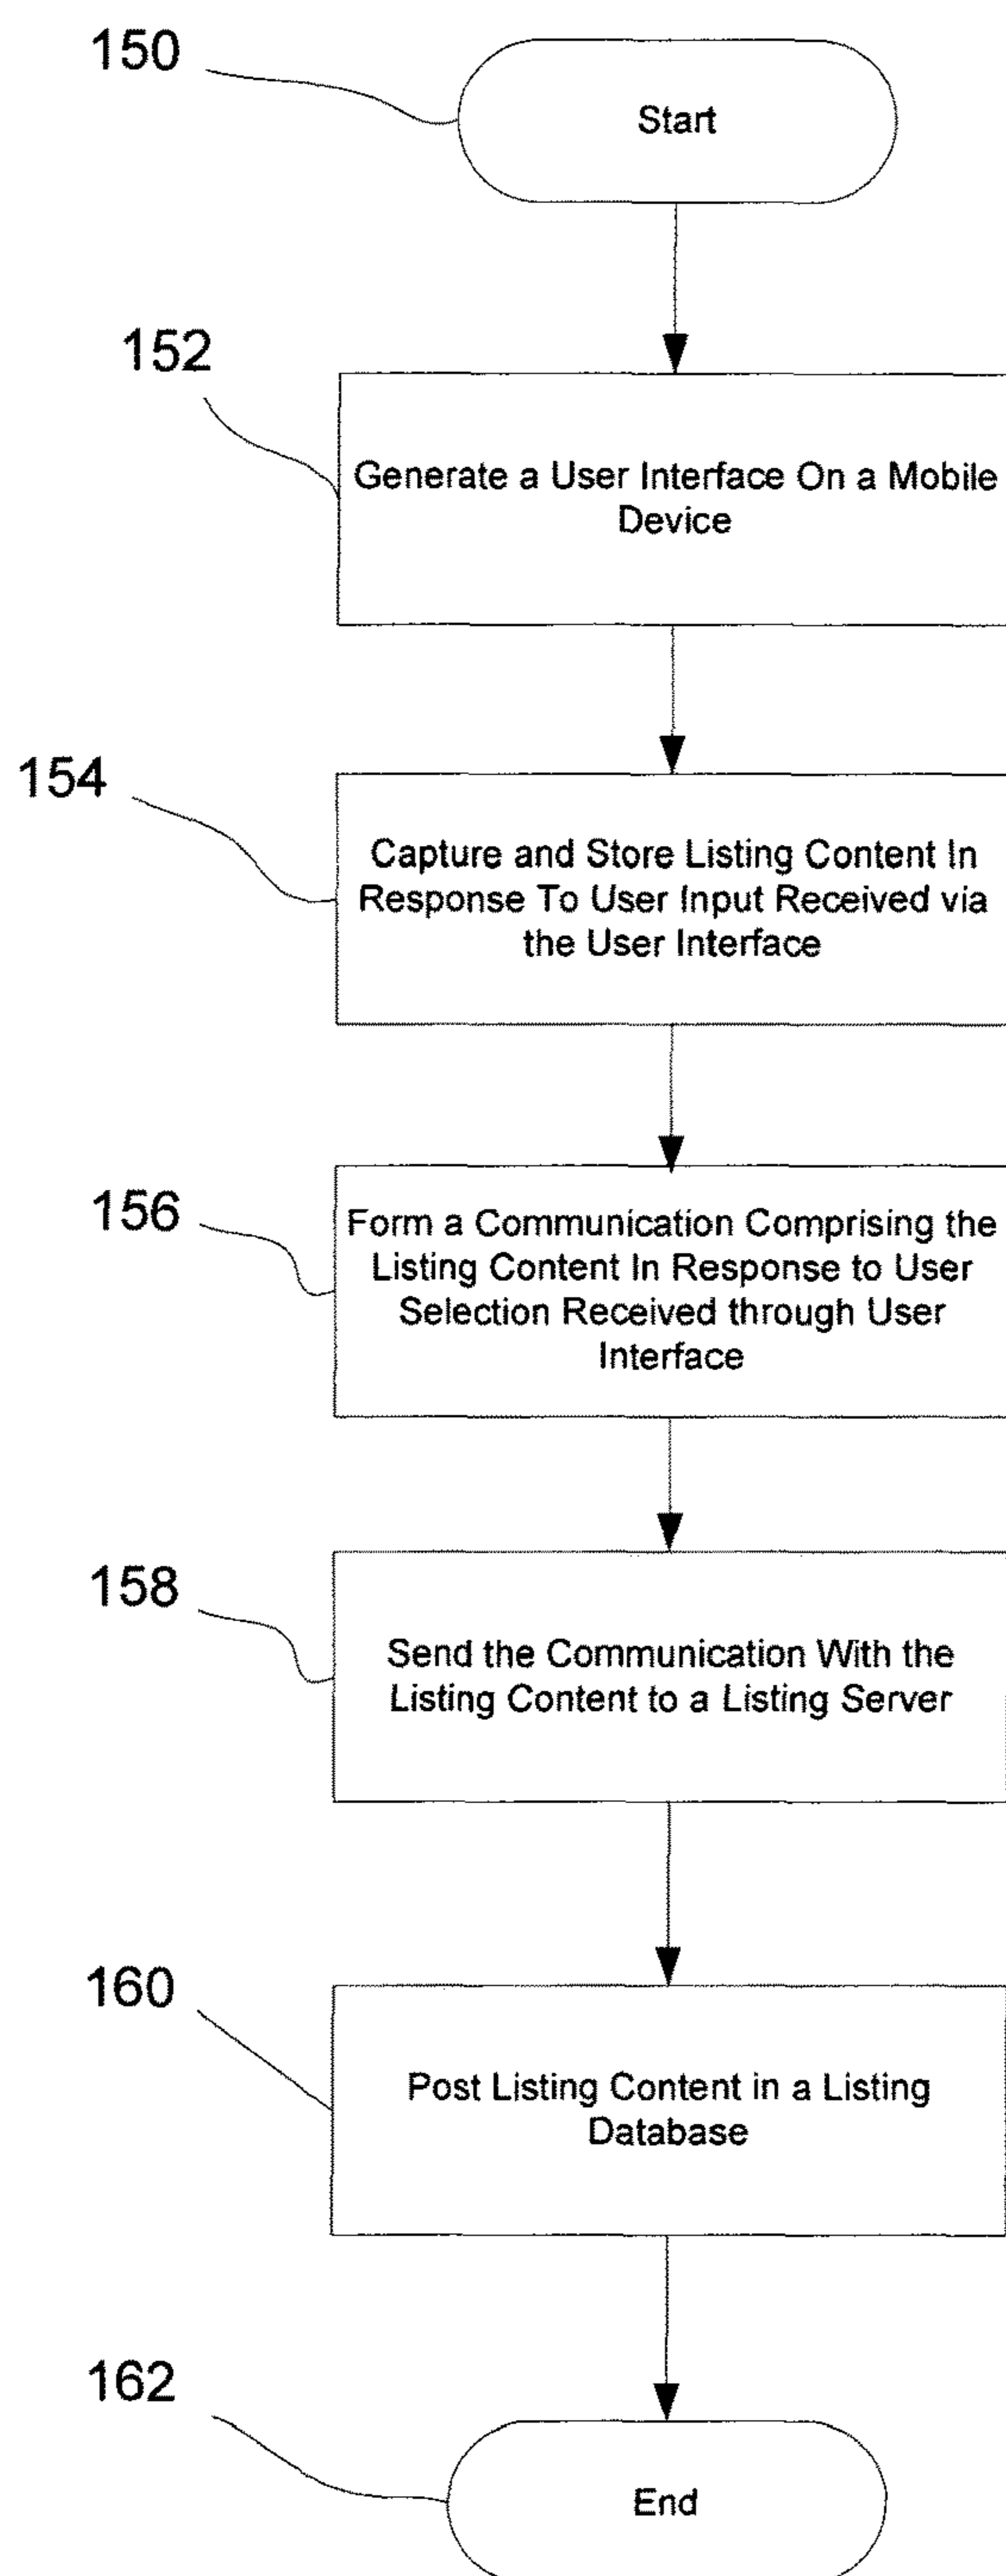 150
Start
152
Generate a User Interface On a Mobile
Device
154
Capture and Store Listing Content In
Response To User Input Received via
the User Interface
156
Form a Communication Comprising the
Listing Content In Response to User
Selection Received through User
Interface
158
Send the Communication With the
Listing Content to a Listing Server
160
Post Listing Content in a Listing
Database
162
End